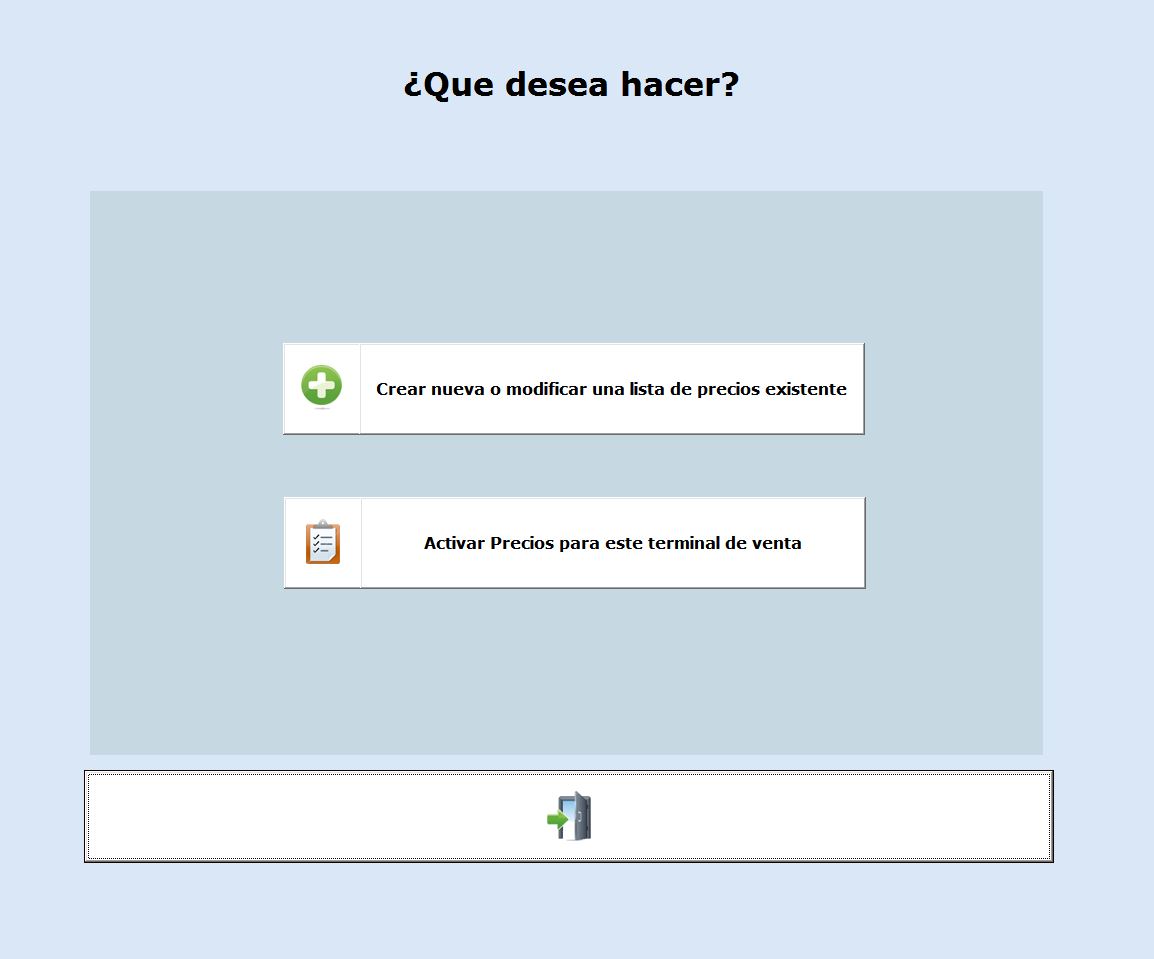 ¿Que desea hacer?
Crear nueva o modificar una lista de precios existente
Activar Precios para este terminal de venta